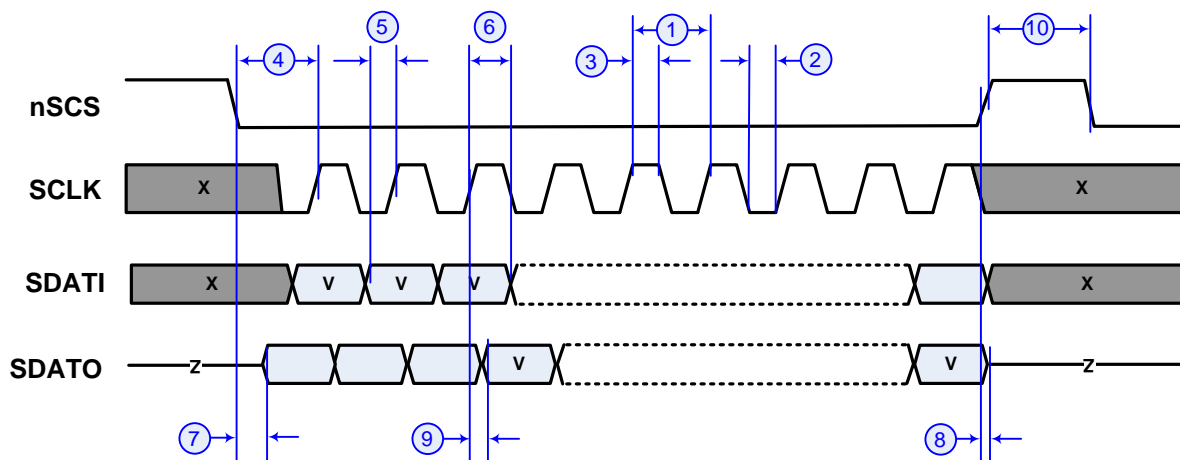 5 6 1 10
4 3 2
nSCS
SCLK X X
SDATI X V V V X
SDATO Z V V Z
7 9 8